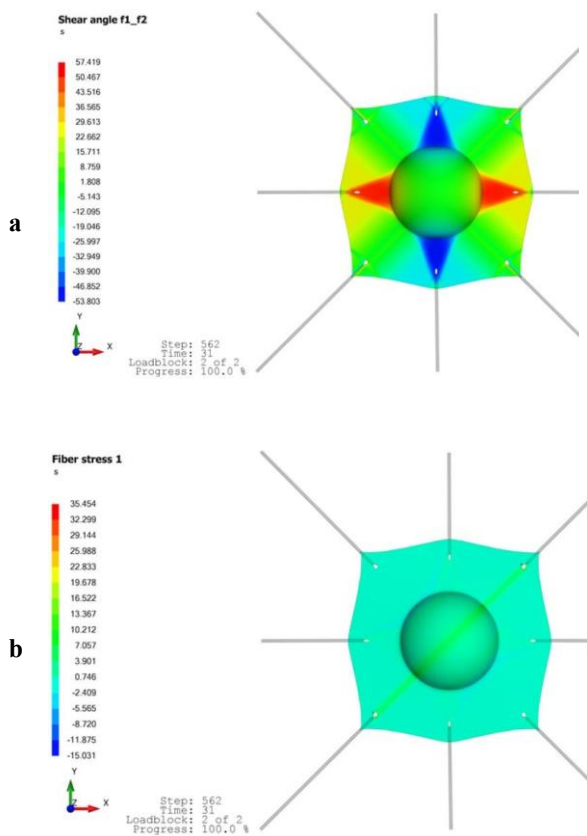 Shear angle f1_f2
s
57.419
50.467
43.516
36.565
29.613
22.662
15.711
8.759
1.808
-5.143
-12.095
-19.046
-25.997
-32.949
-39.900
-46.852
-53.803
a
Y
Z
X
Step: 562
Time: 31
Loadblock: 2 of 2
Progress: 100.0 %
Fiber stress 1
s
35.454
32.299
29.144
25.988
22.833
19.678
16.522
13.367
10.212
7.057
3.901
0.746
-2.409
-5.565
-8.720
-11.875
-15.031
b
Y
Z
X
Step: 562
Time: 31
Loadblock: 2 of 2
Progress: 100.0 %